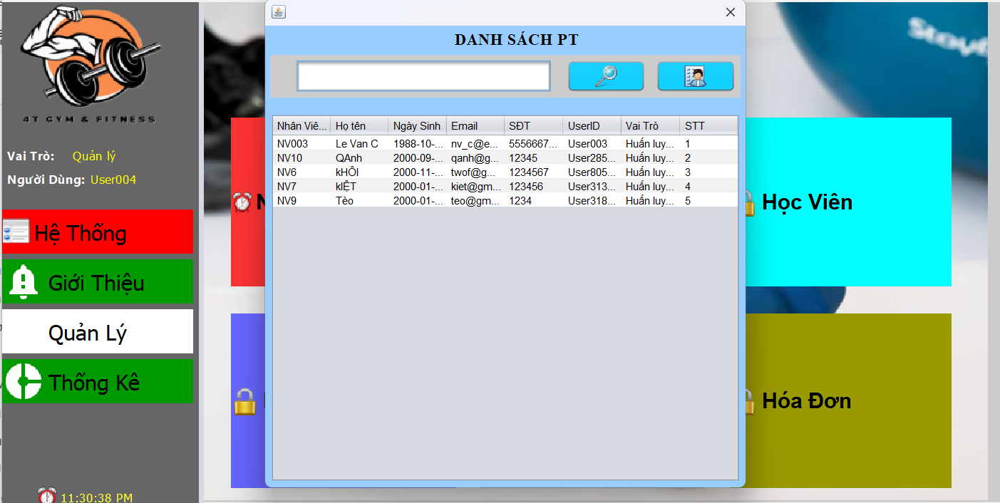 4T GYM & FITNESS
Vai Trò: Quản lý
Người Dùng: User004
Hệ Thống
Giới Thiệu
Quản Lý
Thống Kê
11:30:38 PM
DANH SÁCH PT
Nhân Viê... Họ tên Ngày Sinh Email SĐT UserID Vai Trò STT
NV003 Le Van C 1988-10-... nv_c@e... 5556667... User003 Huấn luy... 1
NV10 QAnh 2000-09-... qanh@g... 12345 User285... Huấn luy... 2
NV6 kHÔI 2000-11-... twof@g... 1234567 User805... Huấn luy... 3
NV7 kIỆT 2000-01-... kiet@gm... 123456 User313... Huấn luy... 4
NV9 Tèo 2000-01-... teo@gm... 1234 User318... Huấn luy... 5
Học Viên
Hóa Đơn